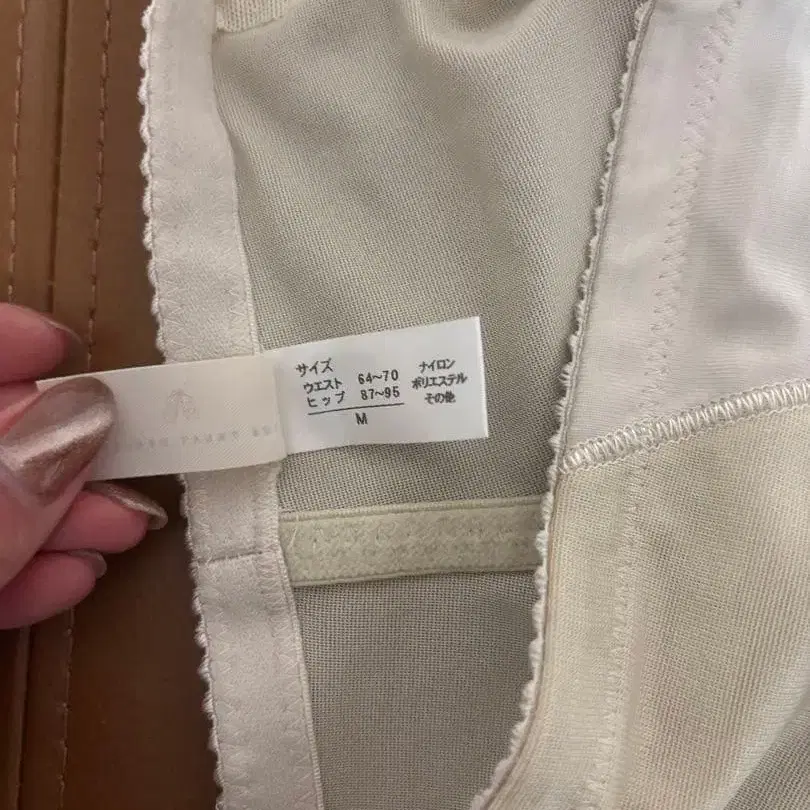 サイズ
ウエスト 64~70
ヒップ 87~95
M
ナイロン
ポリエステル
その他